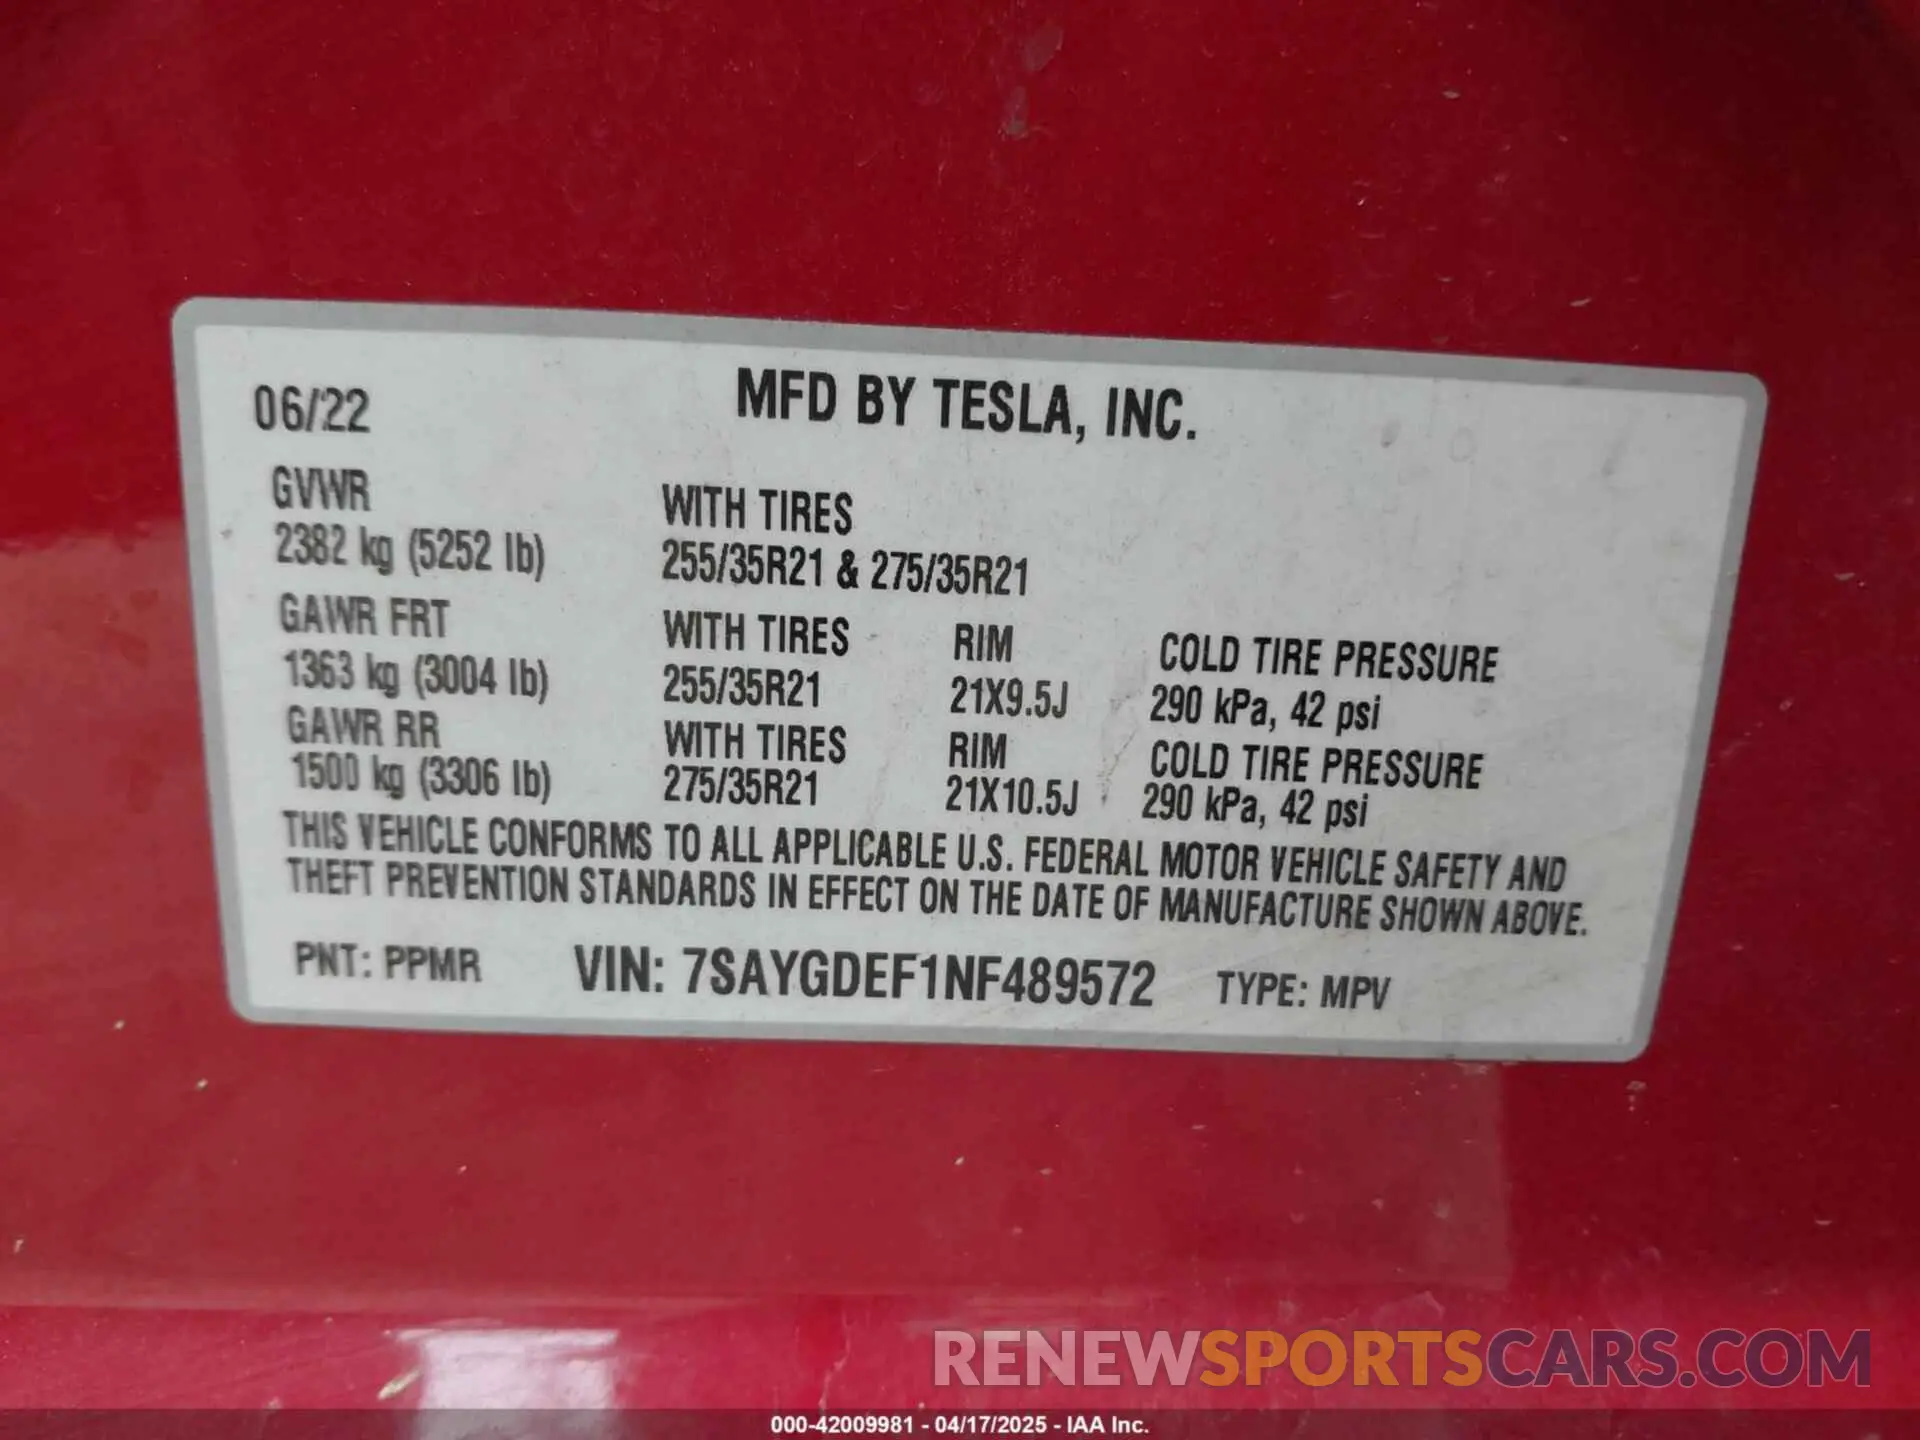 06/22 MFD BY TESLA, INC.
GVWR WITH TIRES
2382 kg (5252 lb) 255/35R21 & 275/35R21
GAWR FRT WITH TIRES RIM COLD TIRE PRESSURE
1363 kg (3004 lb) 255/35R21 21X9.5J 290 kPa, 42 psi
GAWR RR WITH TIRES RIM COLD TIRE PRESSURE
1500 kg (3306 lb) 275/35R21 21X10.5J 290 kPa, 42 psi
THIS VEHICLE CONFORMS TO ALL APPLICABLE U.S. FEDERAL MOTOR VEHICLE SAFETY AND
THEFT PREVENTION STANDARDS IN EFFECT ON THE DATE OF MANUFACTURE SHOWN ABOVE.
PNT: PPMR VIN: 7SAYGDEF1NF489572 TYPE: MPV
RENEWSPORTSCARS.COM
000-42009981 - 04/17/2025 - IAA Inc.